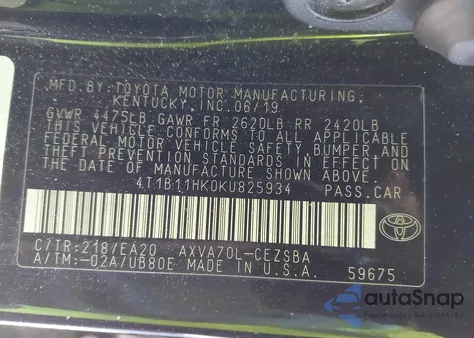 MFD. BY: TOYOTA MOTOR MANUFACTURING,
KENTUCKY, INC. 06/19
GVWR 4475LB GAWR FR 2620LB RR 2420LB
THIS VEHICLE CONFORMS TO ALL APPLICABLE
FEDERAL MOTOR VEHICLE SAFETY, BUMPER AND
THEFT PREVENTION STANDARDS IN EFFECT ON
THE DATE OF MANUFACTURE SHOWN ABOVE.
4T1B11HK0KU825934 PASS.CAR
C/TR: 218/EA20 AXVA70L-CEZSBA
A/TM: -02A/UB80E MADE IN U.S.A. 59675
TOYOTA
autoSnap